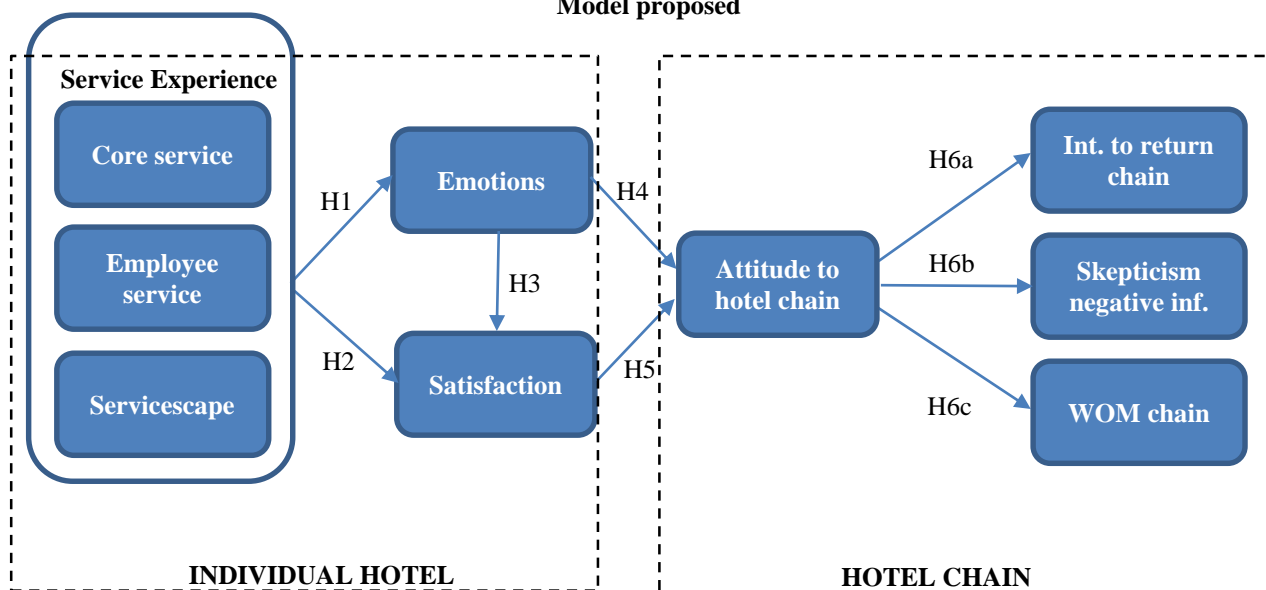 Model proposed
Service Experience
Core service
Employee
service
Servicescape
H1
H2
Emotions
H3
Satisfaction
H4
H5
Attitude to
hotel chain
H6a
H6b
H6c
Int. to return
chain
Skepticism
negative inf.
WOM chain
INDIVIDUAL HOTEL
HOTEL CHAIN